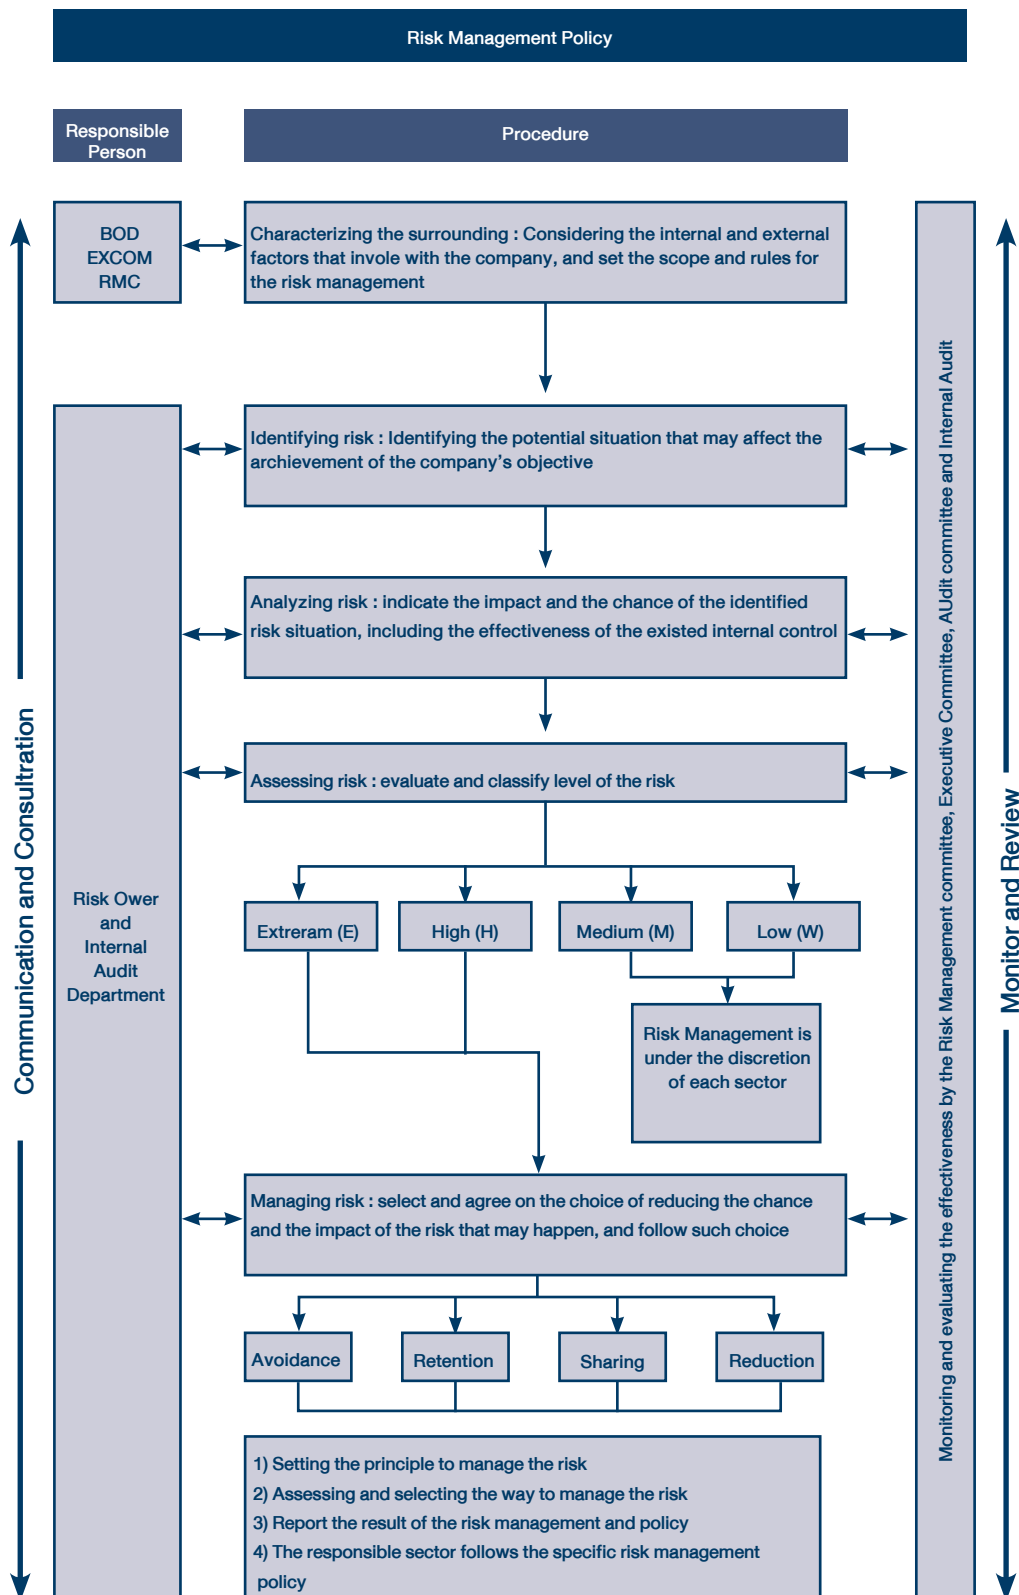 Risk Management Policy
Responsible
Person
Procedure
BOD
EXCOM
RMC
Characterizing the surrounding : Considering the internal and external
factors that invole with the company, and set the scope and rules for
the risk management
Identifying risk : Identifying the potential situation that may affect the
archievement of the company’s objective
Analyzing risk : indicate the impact and the chance of the identified
risk situation, including the effectiveness of the existed internal control
Assessing risk : evaluate and classify level of the risk
Extreram (E)
High (H)
Medium (M)
Low (W)
Risk Management is
under the discretion
of each sector
Risk Ower
and
Internal
Audit
Department
Managing risk : select and agree on the choice of reducing the chance
and the impact of the risk that may happen, and follow such choice
Avoidance
Retention
Sharing
Reduction
1) Setting the principle to manage the risk
2) Assessing and selecting the way to manage the risk
3) Report the result of the risk management and policy
4) The responsible sector follows the specific risk management
policy
Communication and Consultration
Monitoring and evaluating the effectiveness by the Risk Management committee, Executive Committee, AUdit committee and Internal Audit
Monitor and Review